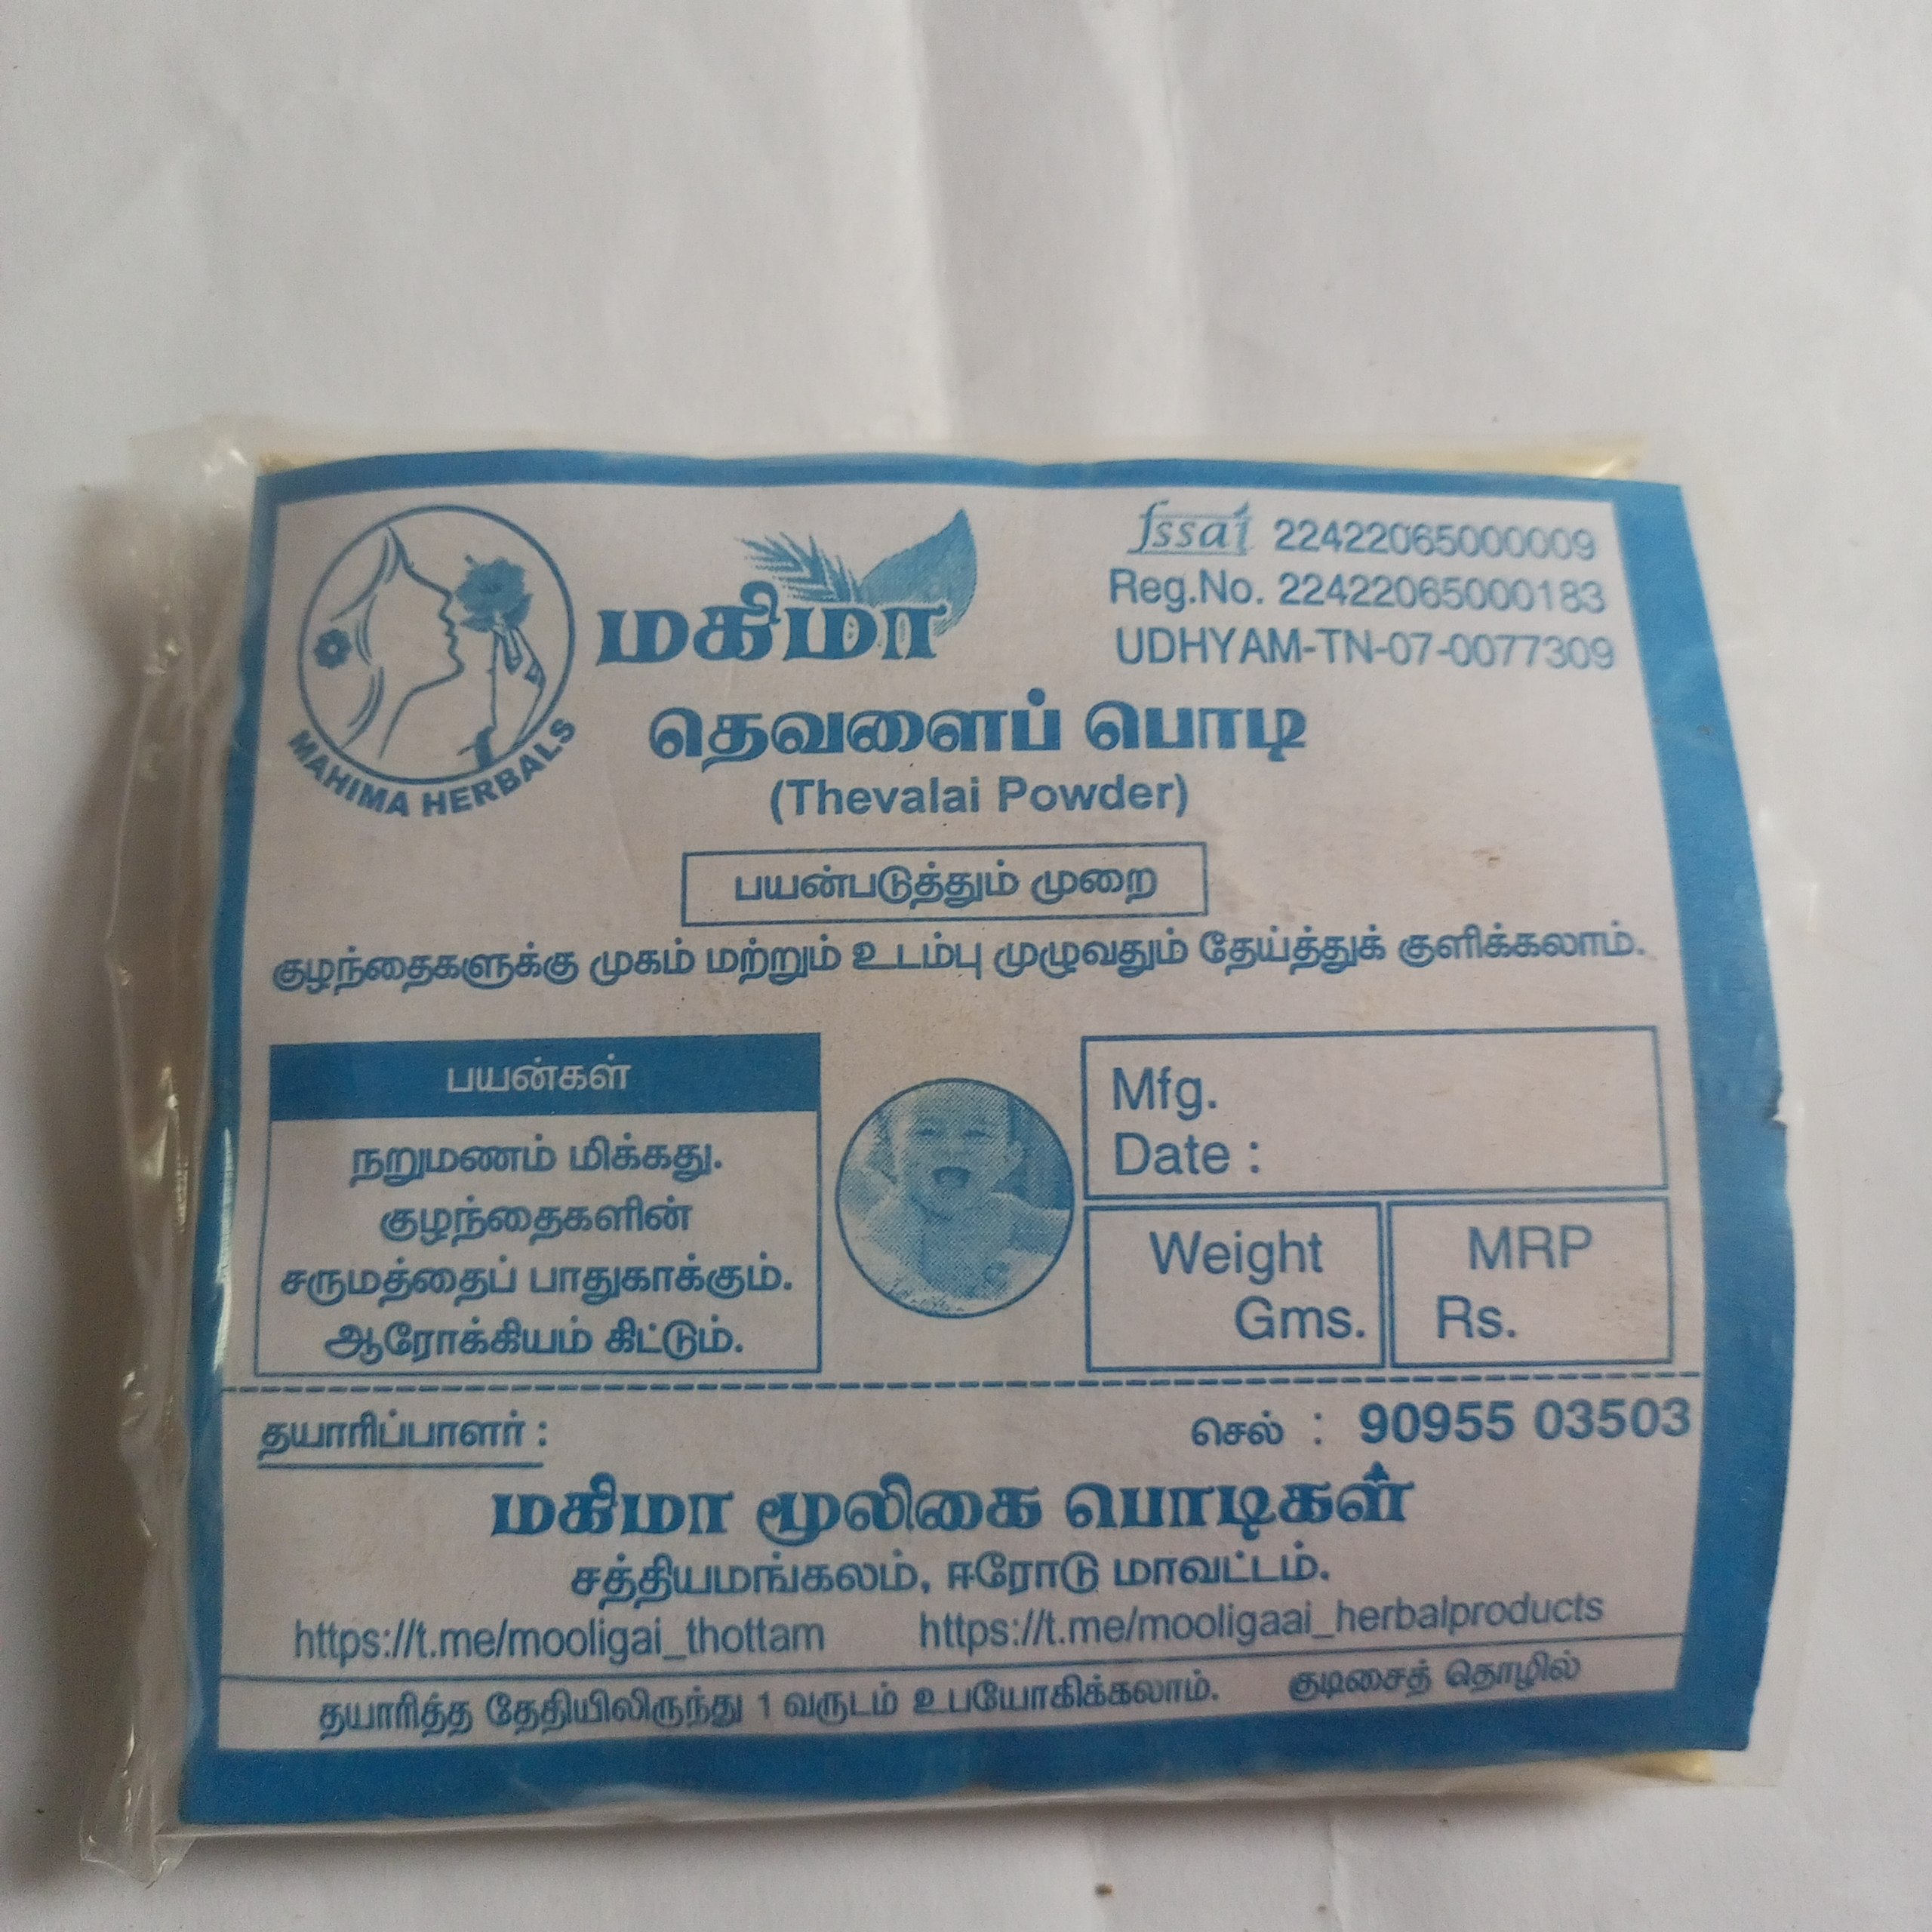 MAHIMA HERBALS
மகிமா
fssai 22422065000009
Reg.No. 22422065000183
UDHYAM-TN-07-0077309
தெவளைப் பொடி
(Thevalai Powder)
பயன்படுத்தும் முறை
குழந்தைகளுக்கு முகம் மற்றும் உடம்பு முழுவதும் தேய்த்துக் குளிக்கலாம்.
பயன்கள்
நறுமணம் மிக்கது.
குழந்தைகளின்
சருமத்தைப் பாதுகாக்கும்.
ஆரோக்கியம் கிட்டும்.
Mfg.
Date :
Weight
Gms.
MRP
Rs.
தயாரிப்பாளர் :
செல் : 90955 03503
மகிமா மூலிகை பொடிகள்
சத்தியமங்கலம், ஈரோடு மாவட்டம்.
https://t.me/mooligai_thottam https://t.me/mooligaai_herbalproducts
தயாரித்த தேதியிலிருந்து 1 வருடம் உபயோகிக்கலாம். குடிசைத் தொழில்